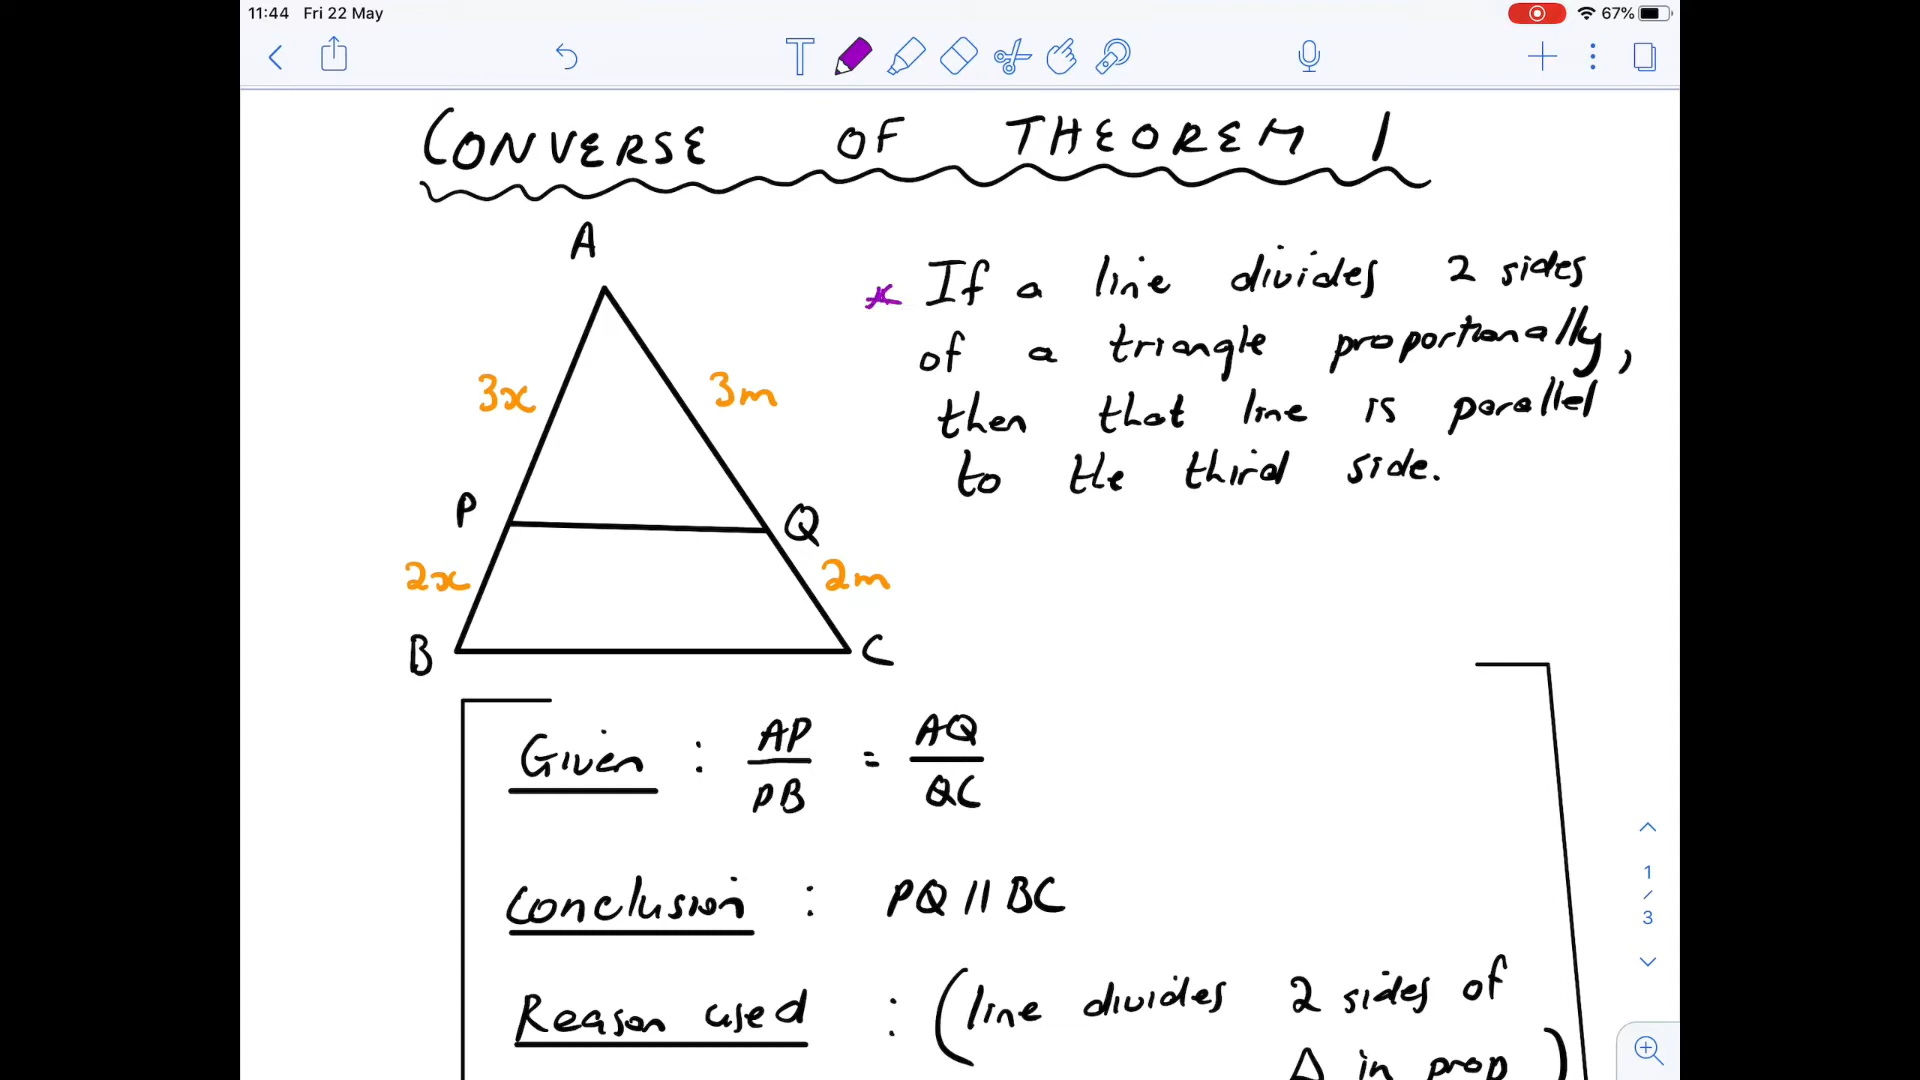 11:44 Fri 22 May
67%
T
CONVERSE OF THEOREM 1
A
* If a line divides 2 sides
of a triangle proportionally,
then that line is parallel
to the third side.
3x
3m
P
Q
2x
2m
B
C
Given : AP/PB = AQ/QC
Conclusion : PQ || BC
Reason used : (line divides 2 sides of
Δ in prop)
1
/
3